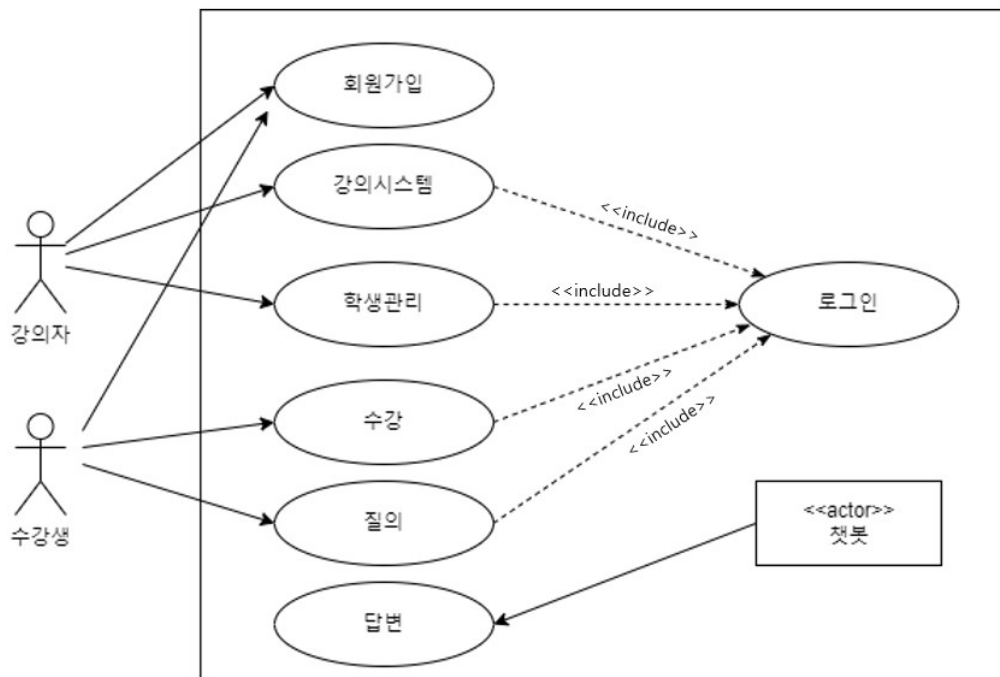 회원가입
강의시스템
<<include>>
강의자
학생관리
<<include>>
로그인
수강
<<include>>
<<include>>
수강생
질의
<<actor>>
챗봇
답변